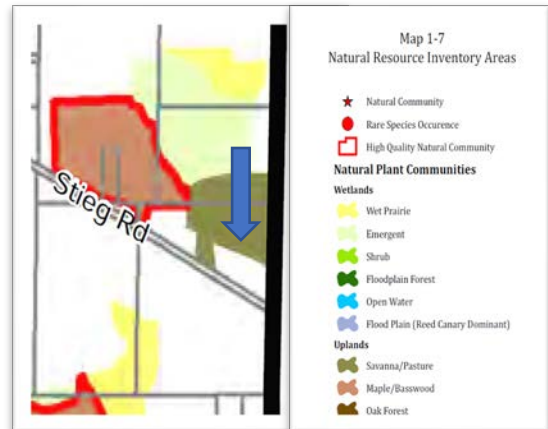 Stieg Rd
Map 1-7
Natural Resource Inventory Areas
Natural Community
Rare Species Occurence
High Quality Natural Community
Natural Plant Communities
Wetlands
Wet Prairie
Emergent
Shrub
Floodplain Forest
Open Water
Flood Plain (Reed Canary Dominant)
Uplands
Savanna/Pasture
Maple/Basswood
Oak Forest